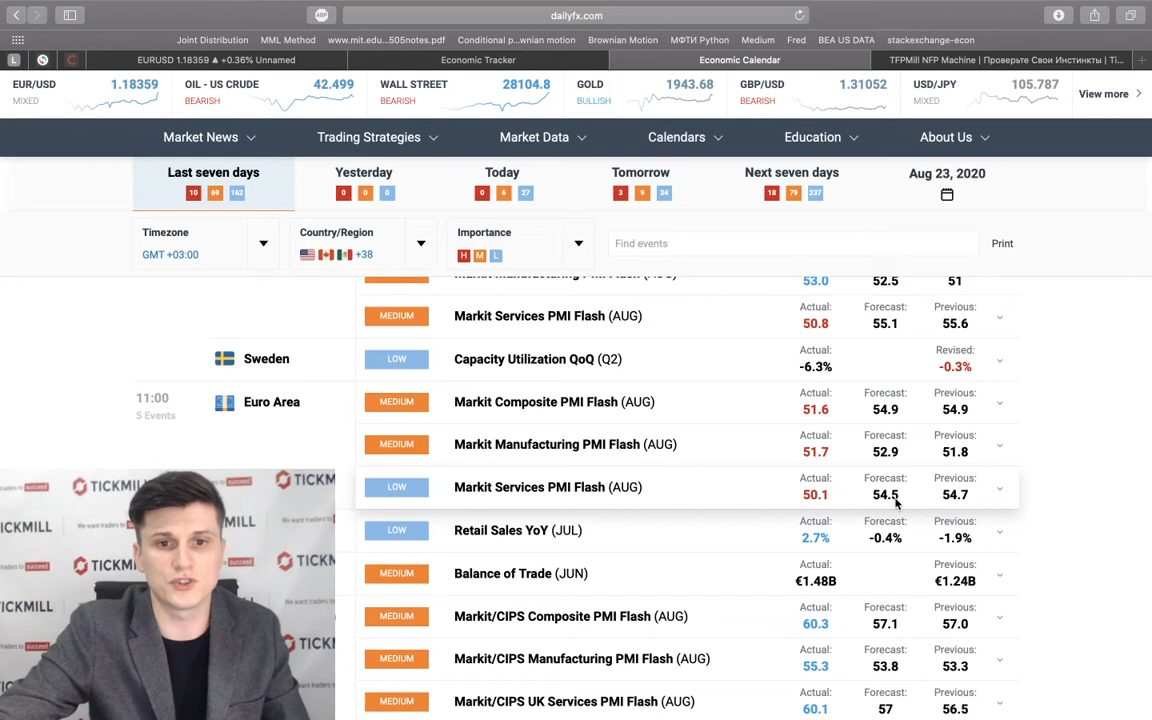 dailyfx.com
ABP
Joint Distribution MML Method www.mit.edu...505notes.pdf Conditional p...wnian motion Brownian Motion МФТИ Python Medium Fred BEA US DATA stackexchange-econ
L C EURUSD 1.18359 ▲ +0.36% Unnamed Economic Tracker Economic Calendar TFPMill NFP Machine | Проверьте Свои Инстинкты | Ti...
EUR/USD 1.18359 OIL - US CRUDE 42.499 WALL STREET 28104.8 GOLD 1943.68 GBP/USD 1.31052 USD/JPY 105.787
MIXED BEARISH BEARISH BULLISH BEARISH MIXED View more
Market News Trading Strategies Market Data Calendars Education About Us
Last seven days Yesterday Today Tomorrow Next seven days Aug 23, 2020
10 69 162 0 0 0 0 6 27 3 9 34 18 79 237
Timezone Country/Region Importance
GMT +03:00 +38 H M L Find events Print
53.0 52.5 51
MEDIUM Markit Services PMI Flash (AUG) Actual: 50.8 Forecast: 55.1 Previous: 55.6
Sweden LOW Capacity Utilization QoQ (Q2) Actual: -6.3% Revised: -0.3%
11:00 Euro Area MEDIUM Markit Composite PMI Flash (AUG) Actual: 51.6 Forecast: 54.9 Previous: 54.9
5 Events
MEDIUM Markit Manufacturing PMI Flash (AUG) Actual: 51.7 Forecast: 52.9 Previous: 51.8
LOW Markit Services PMI Flash (AUG) Actual: 50.1 Forecast: 54.5 Previous: 54.7
LOW Retail Sales YoY (JUL) Actual: 2.7% Forecast: -0.4% Previous: -1.9%
MEDIUM Balance of Trade (JUN) Actual: €1.48B Previous: €1.24B
MEDIUM Markit/CIPS Composite PMI Flash (AUG) Actual: 60.3 Forecast: 57.1 Previous: 57.0
MEDIUM Markit/CIPS Manufacturing PMI Flash (AUG) Actual: 55.3 Forecast: 53.8 Previous: 53.3
MEDIUM Markit/CIPS UK Services PMI Flash (AUG) Actual: 60.1 Forecast: 57 Previous: 56.5
TICKMILL
We want traders to succeed
TICKMILL
TICKMILL
TICKMILL